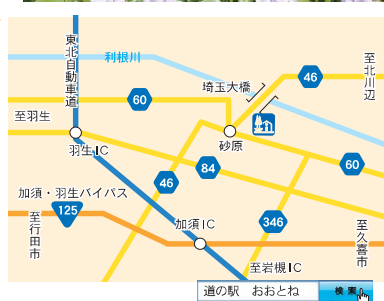 東北自動車道
利根川
埼玉大橋
46
至北川辺
60
至羽生
羽生IC
砂原
84
46
60
加須・羽生バイパス
125
至行田市
加須IC
346
至久喜市
至岩槻IC
道の駅 おおとね
検索